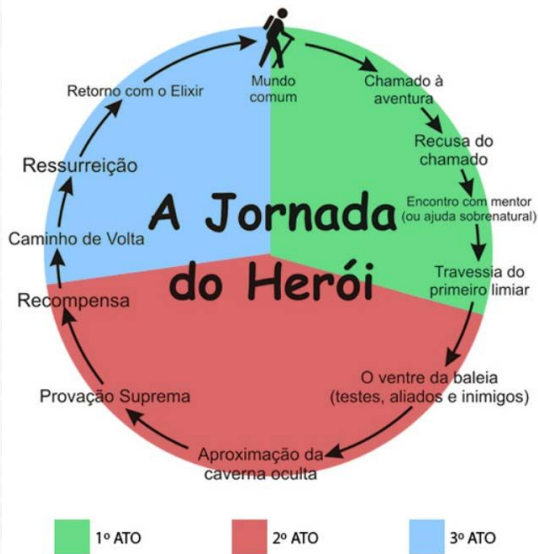 Mundo
comum
Chamado à
aventura
Recusa do
chamado
Encontro com mentor
(ou ajuda sobrenatural)
Travessia do
primeiro limiar
O ventre da baleia
(testes, aliados e inimigos)
Aproximação da
caverna oculta
Provação Suprema
Recompensa
Caminho de Volta
Ressurreição
Retorno com o Elixir
A Jornada
do Herói
1º ATO
2º ATO
3º ATO